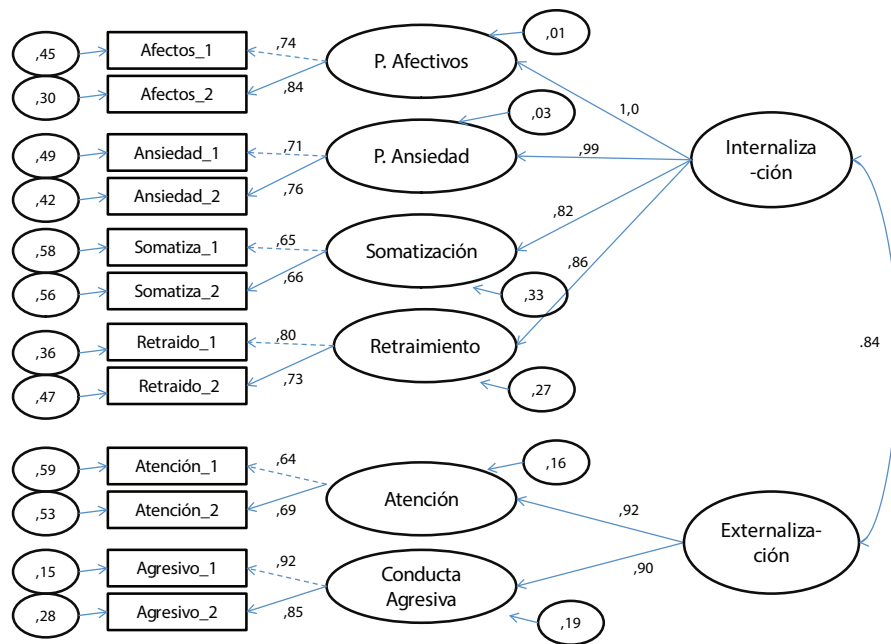 ,01
,45
Afectos_1
,74
P. Afectivos
,30
Afectos_2
,84
,03
1,0
,49
Ansiedad_1
,71
P. Ansiedad
,99
Internaliza
-ción
,42
Ansiedad_2
,76
,58
Somatiza_1
,65
Somatización
,82
,56
Somatiza_2
,66
,33
,86
,36
Retraido_1
,80
Retraimiento
.84
,47
Retraido_2
,73
,27
,59
Atención_1
,64
,16
Atención
,53
Atención_2
,69
,92
Externaliza-
ción
,15
Agresivo_1
,92
Conducta
Agresiva
,90
,28
Agresivo_2
,85
,19